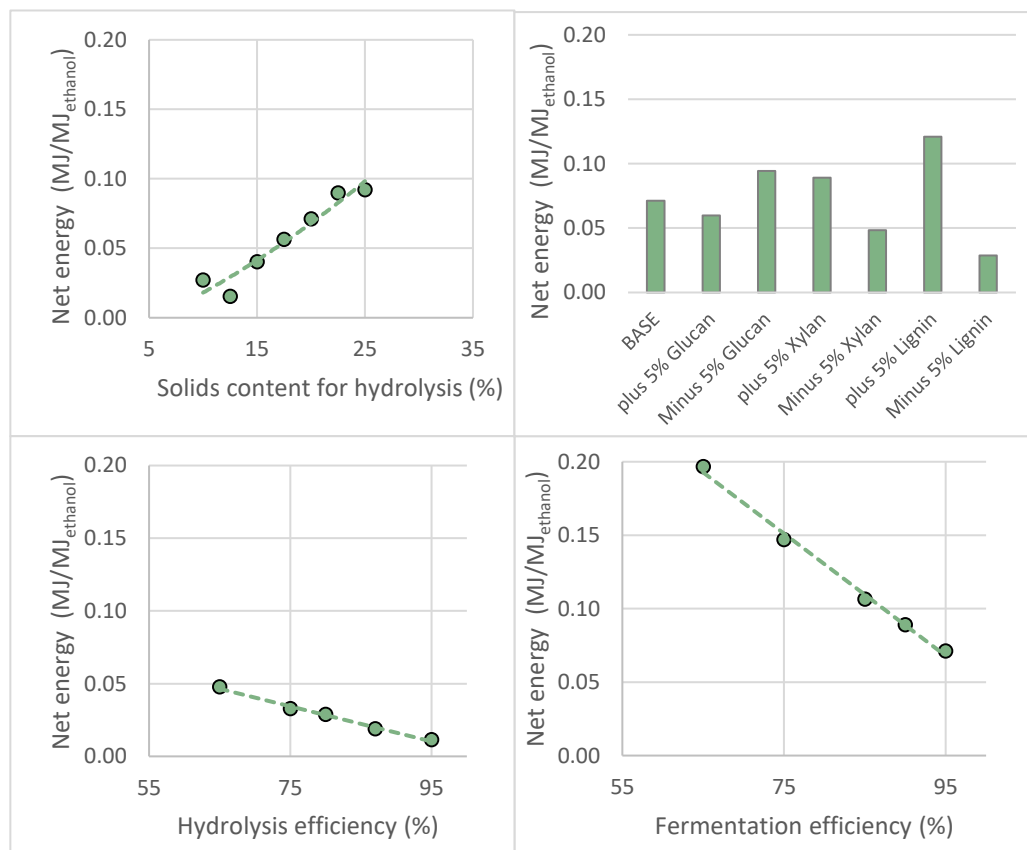 Net energy (MJ/MJethanol)
0.20
0.15
0.10
0.05
0.00
5 15 25 35
Solids content for hydrolysis (%)
Net energy (MJ/MJethanol)
0.20
0.15
0.10
0.05
0.00
BASE
plus 5% Glucan
Minus 5% Glucan
plus 5% Xylan
Minus 5% Xylan
plus 5% Lignin
Minus 5% Lignin
Net energy (MJ/MJethanol)
0.20
0.15
0.10
0.05
0.00
55 75 95
Hydrolysis efficiency (%)
Net energy (MJ/MJethanol)
0.20
0.15
0.10
0.05
0.00
55 75 95
Fermentation efficiency (%)